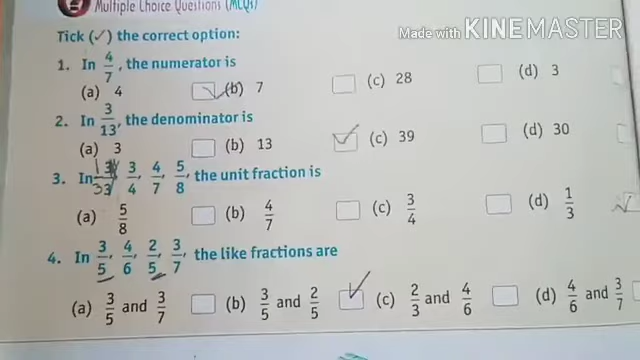 Multiple Choice Questions (MCQs)
Made with KINEMASTER
Tick (✓) the correct option:
1. In 4/7, the numerator is
(a) 4 (b) 7 (c) 28 (d) 3
2. In 3/13, the denominator is
(a) 3 (b) 13 (c) 39 (d) 30
3. In 1/3, 3/4, 4/7, 5/8, the unit fraction is
(a) 5/8 (b) 4/7 (c) 3/4 (d) 1/3
4. In 3/5, 4/6, 2/5, 3/7, the like fractions are
(a) 3/5 and 3/7 (b) 3/5 and 2/5 (c) 2/3 and 4/6 (d) 4/6 and 3/7